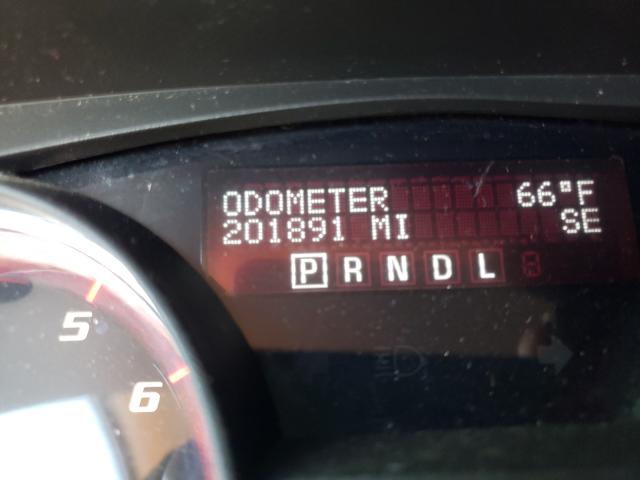 ODOMETER 66°F
201891 MI SE
P R N D L
5
6